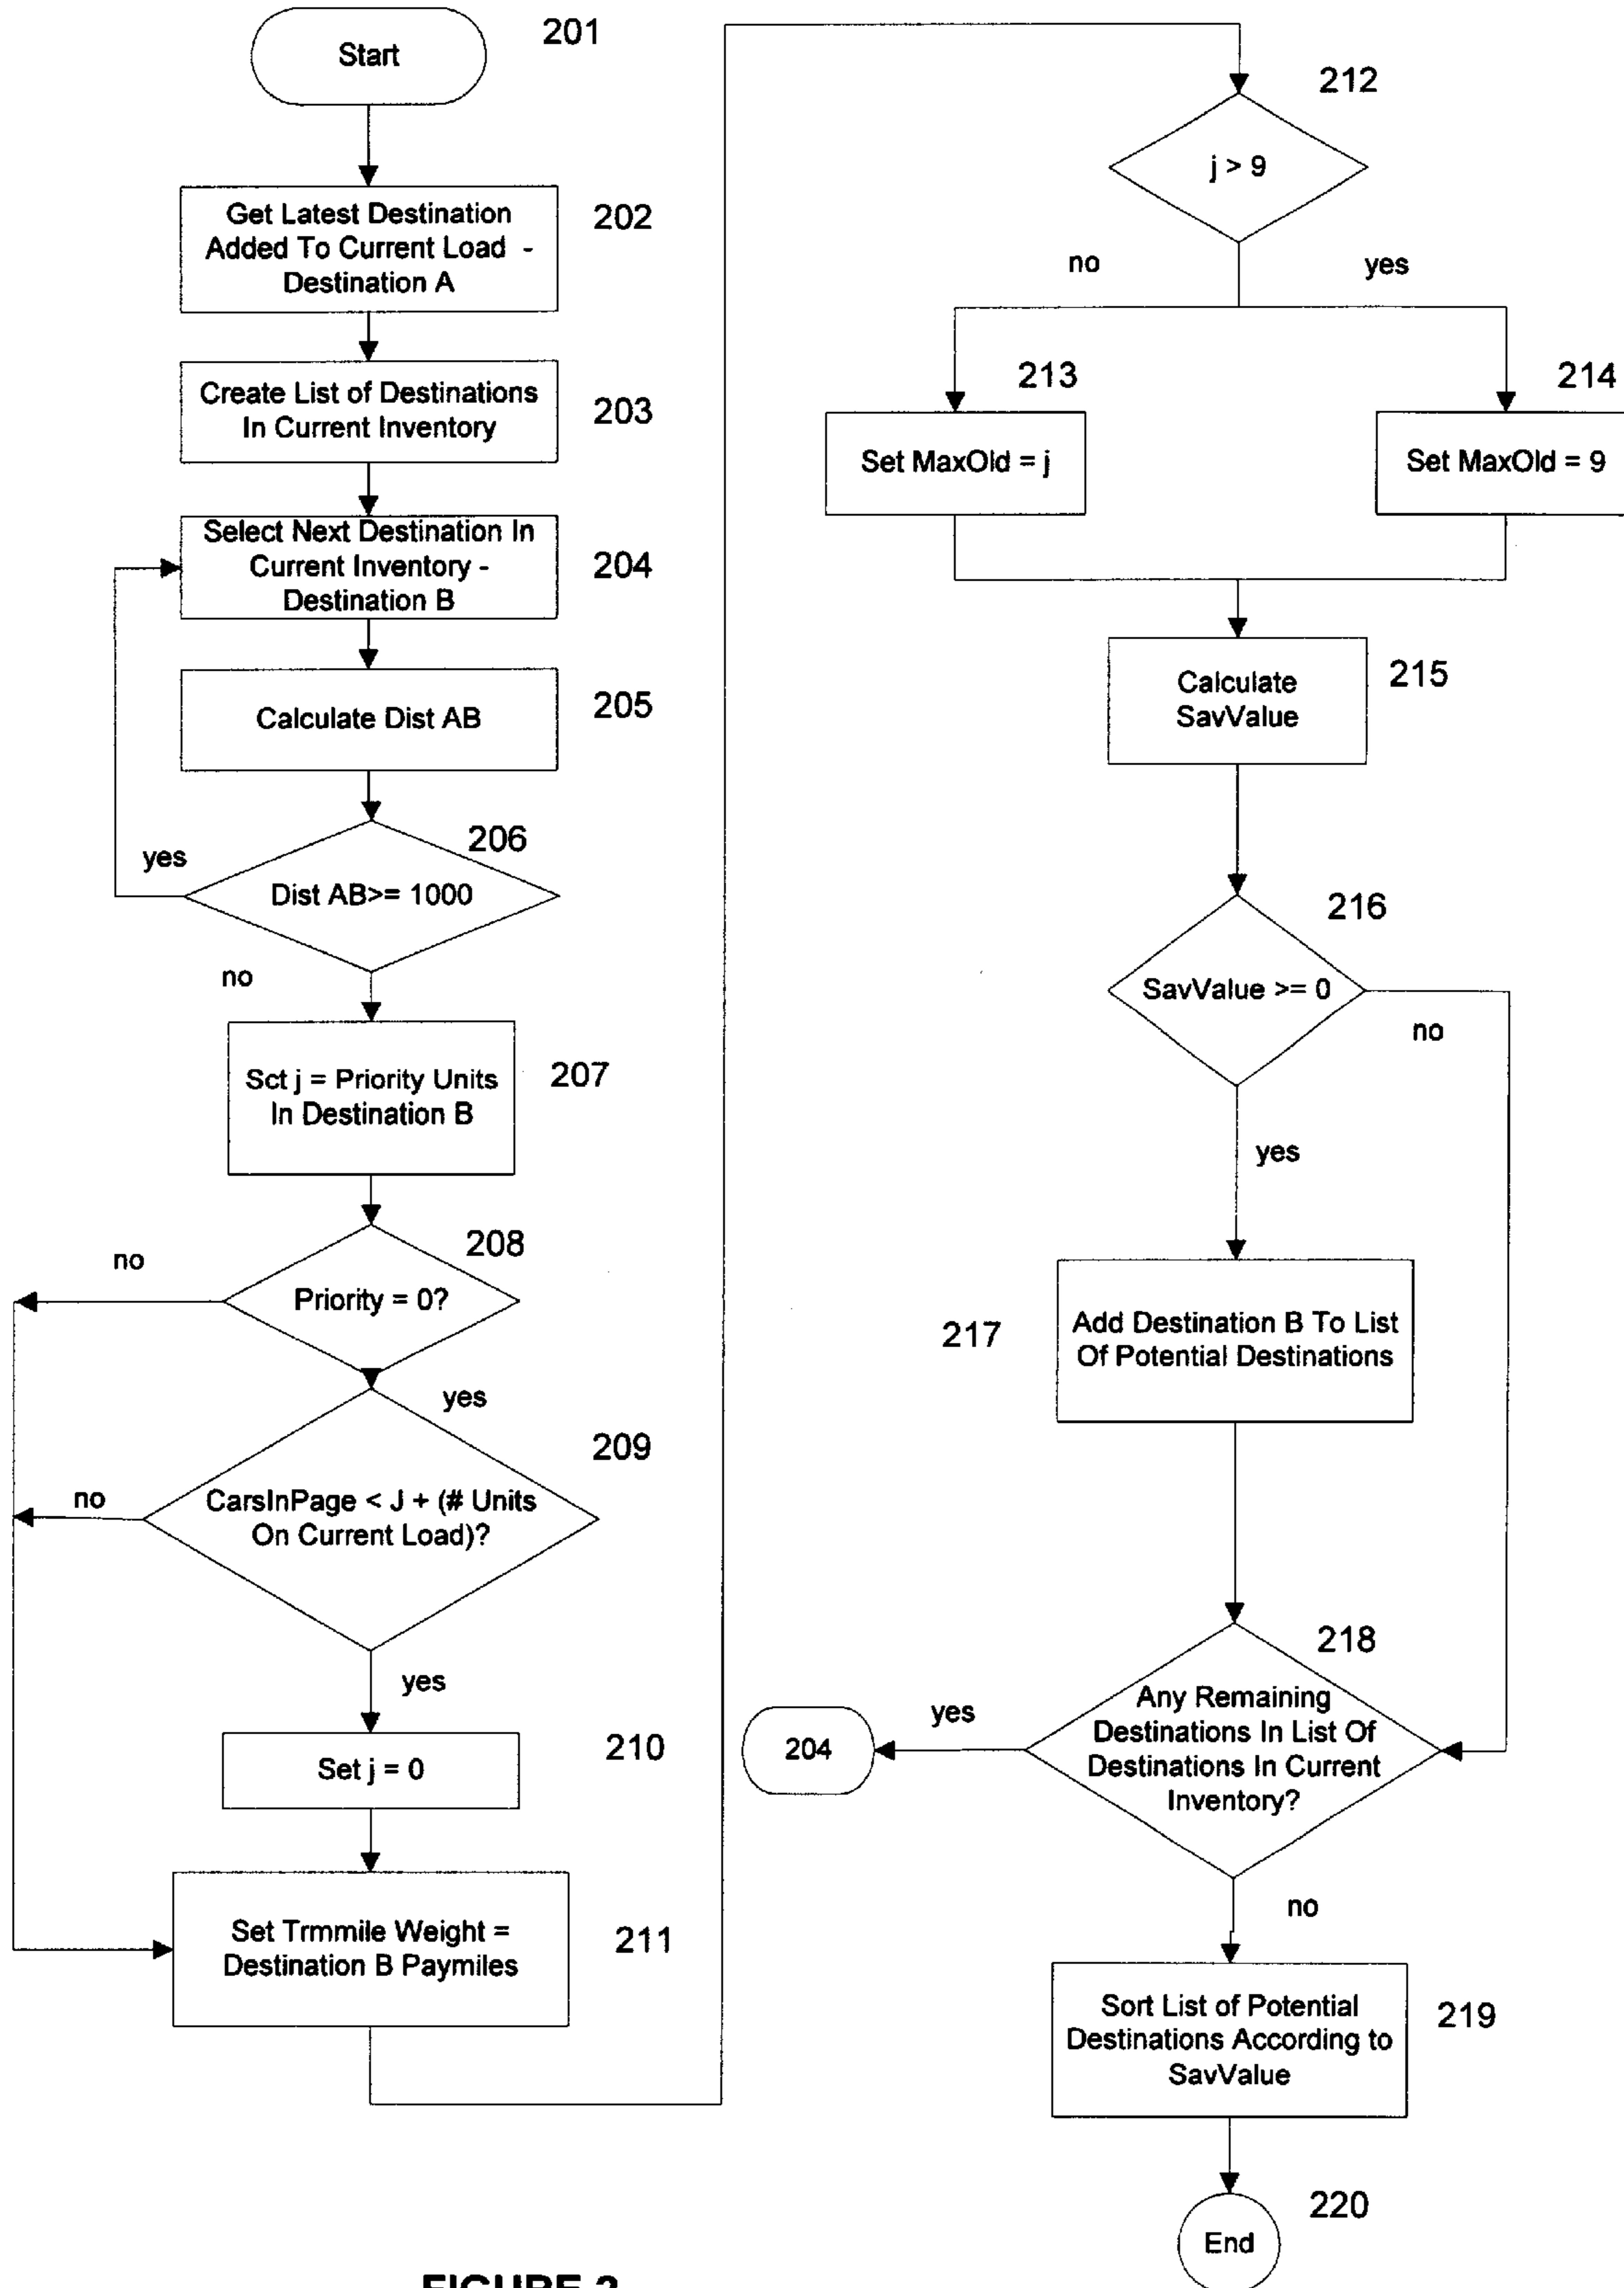 Start
201
Get Latest Destination
Added To Current Load -
Destination A
202
Create List of Destinations
In Current Inventory
203
Select Next Destination In
Current Inventory -
Destination B
204
Calculate Dist AB
205
206
yes
Dist AB>= 1000
no
Sct j = Priority Units
In Destination B
207
208
no
Priority = 0?
yes
209
CarsInPage < J + (# Units
On Current Load)?
no
yes
Set j = 0
210
Set Trmmile Weight =
Destination B Paymiles
211
212
j > 9
no
yes
213
Set MaxOld = j
214
Set MaxOld = 9
Calculate
SavValue
215
216
SavValue >= 0
no
yes
217
Add Destination B To List
Of Potential Destinations
218
Any Remaining
Destinations In List Of
Destinations In Current
Inventory?
yes
204
no
Sort List of Potential
Destinations According to
SavValue
219
220
End
FIGURE 2